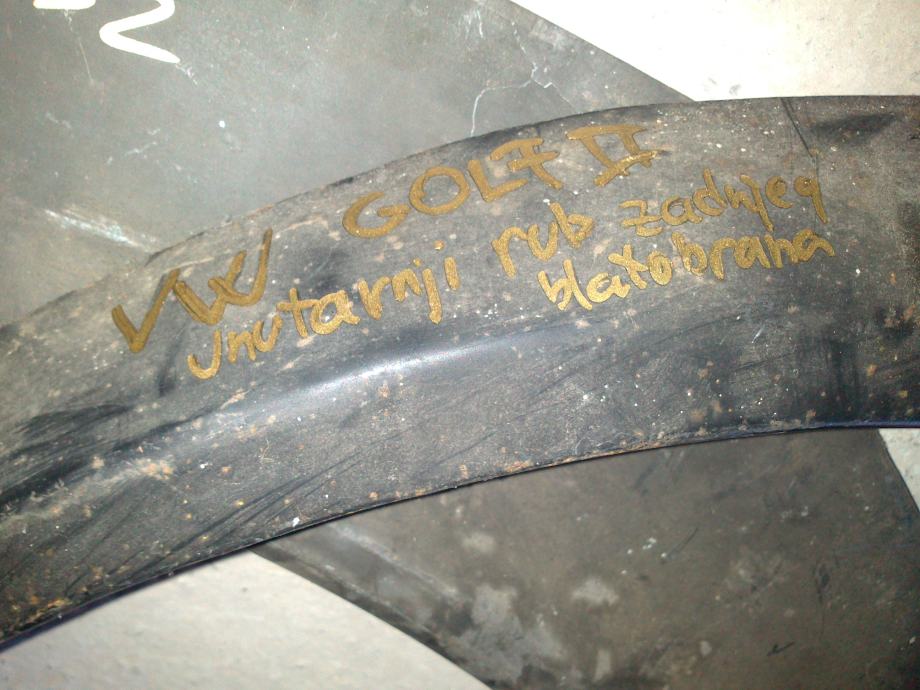 VW GOLF II
unutarnji rub zadnjeg
blatobrana